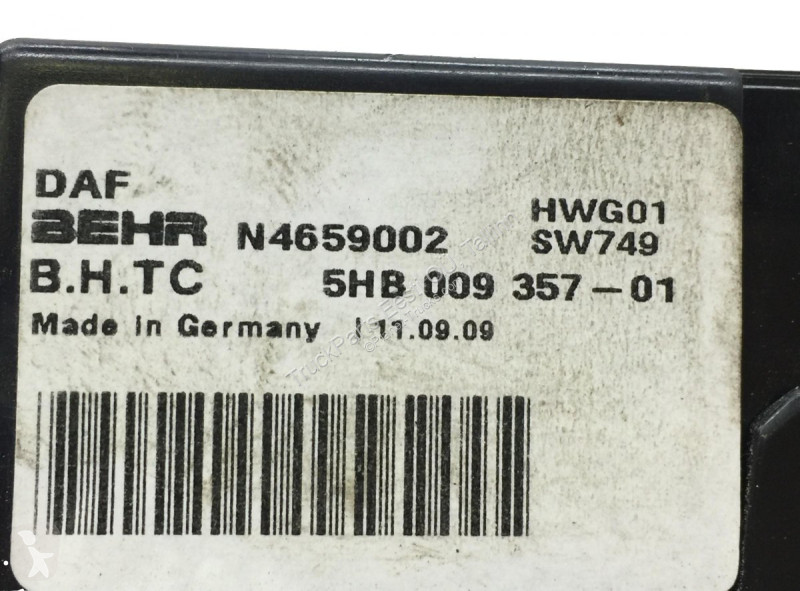 DAF
BEHR N4659002 HWG01
SW749
B.H.TC 5HB 009 357-01
Made in Germany 11.09.09